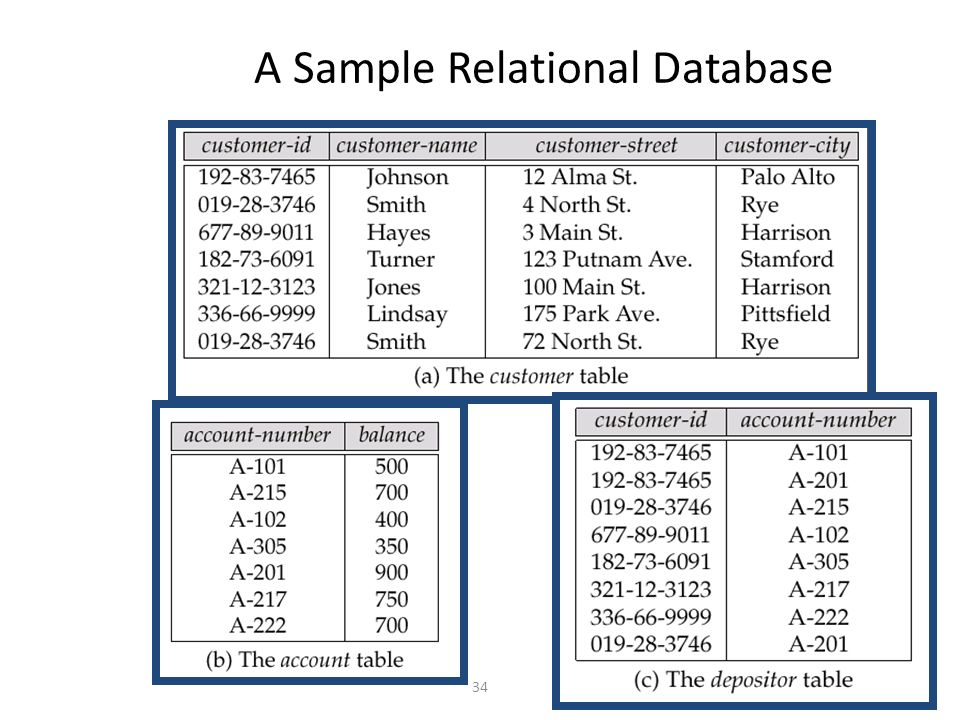 A Sample Relational Database
customer-id customer-name customer-street customer-city
192-83-7465 Johnson 12 Alma St. Palo Alto
019-28-3746 Smith 4 North St. Rye
677-89-9011 Hayes 3 Main St. Harrison
182-73-6091 Turner 123 Putnam Ave. Stamford
321-12-3123 Jones 100 Main St. Harrison
336-66-9999 Lindsay 175 Park Ave. Pittsfield
019-28-3746 Smith 72 North St. Rye
(a) The customer table
account-number balance
A-101 500
A-215 700
A-102 400
A-305 350
A-201 900
A-217 750
A-222 700
(b) The account table
customer-id account-number
192-83-7465 A-101
192-83-7465 A-201
019-28-3746 A-215
677-89-9011 A-102
182-73-6091 A-305
321-12-3123 A-217
336-66-9999 A-222
019-28-3746 A-201
(c) The depositor table
34